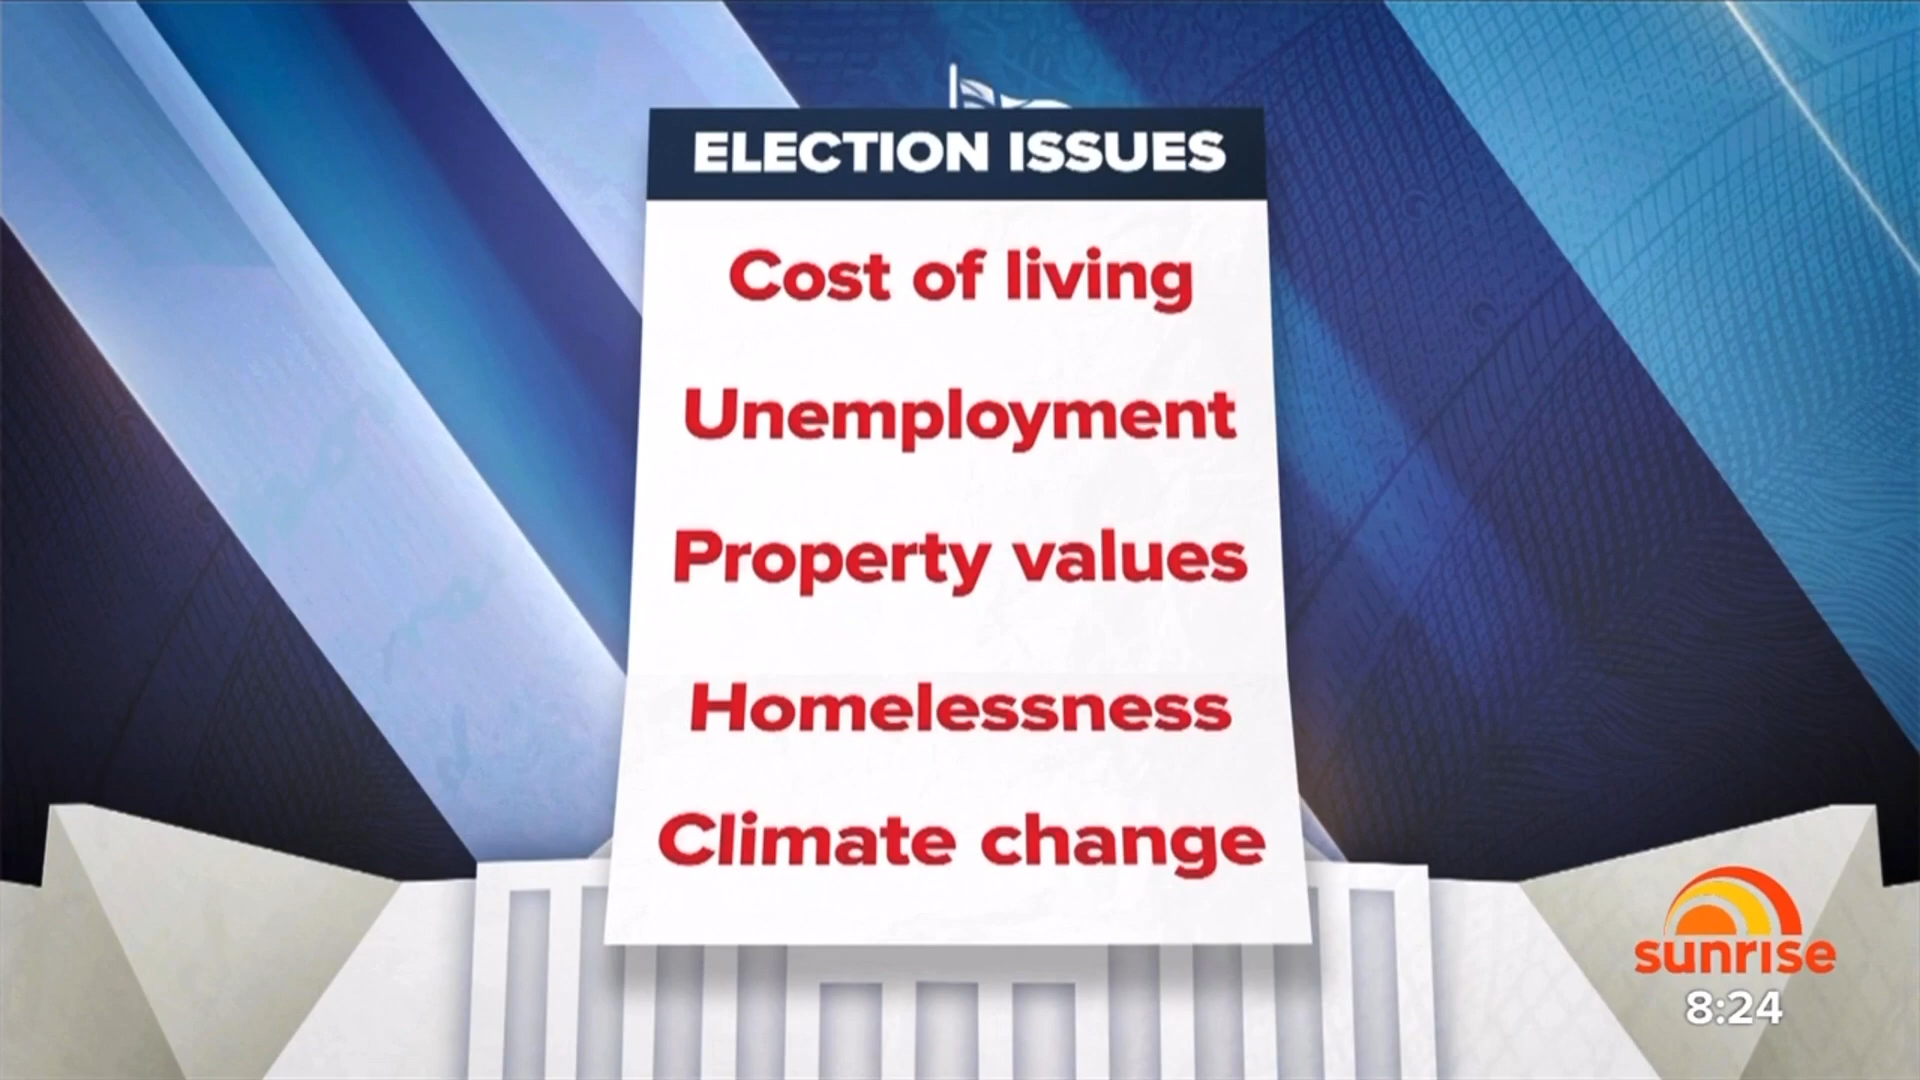 ELECTION ISSUES
Cost of living
Unemployment
Property values
Homelessness
Climate change
sunrise
8:24